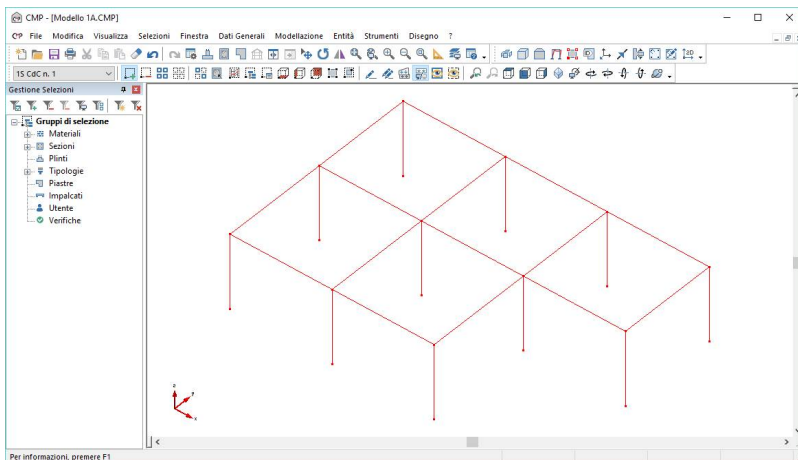 CMP - [Modello 1A.CMP]
File Modifica Visualizza Selezioni Finestra Dati Generali Modellazione Entità Strumenti Disegno ?
2D
1S CdC n. 1
Gestione Selezioni
Gruppi di selezione
Materiali
Sezioni
Plinti
Tipologie
Piastre
Impalcati
Utente
Verifiche
z
y
x
Per informazioni, premere F1